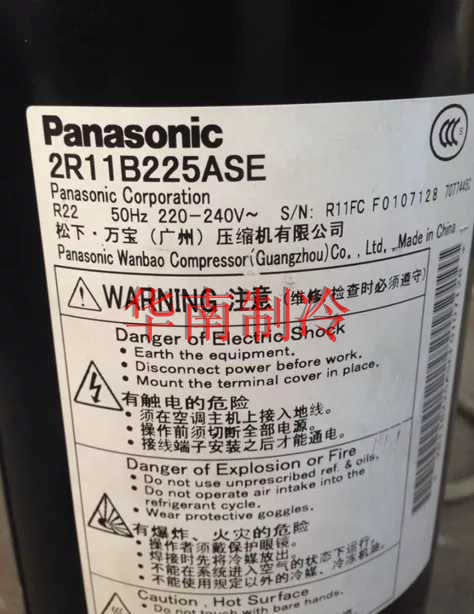 Panasonic
2R11B225ASE
Panasonic Corporation
R22 50Hz 220-240V~ S/N: R11FC F0107128
松下·万宝（广州）压缩机有限公司
Panasonic Wanbao Compressor(Guangzhou)Co., Ltd. Made in China
WARNING 注意 (维修 检查时必须遵守)
华南制冷
Danger of Electric Shock
• Earth the equipment.
• Disconnect power before work.
• Mount the terminal cover in place.
有触电的危险
• 须在空调主机上接入地线。
• 操作前须切断全部电源。
• 接线端子安装之后才能通电。
Danger of Explosion or Fire
• Do not use unprescribed ref. & oils.
• Do not operate air intake into the
refrigerant cycle.
• Wear protective goggles.
有爆炸、火灾的危险
• 操作者须戴保护眼镜。
• 焊接时先将冷媒放出。
• 不能在系统进入空气的状态下运行。
• 不能使用规定以外的冷媒、冷冻机油。
Caution, Hot Surface
• Do not touch with bare hands.